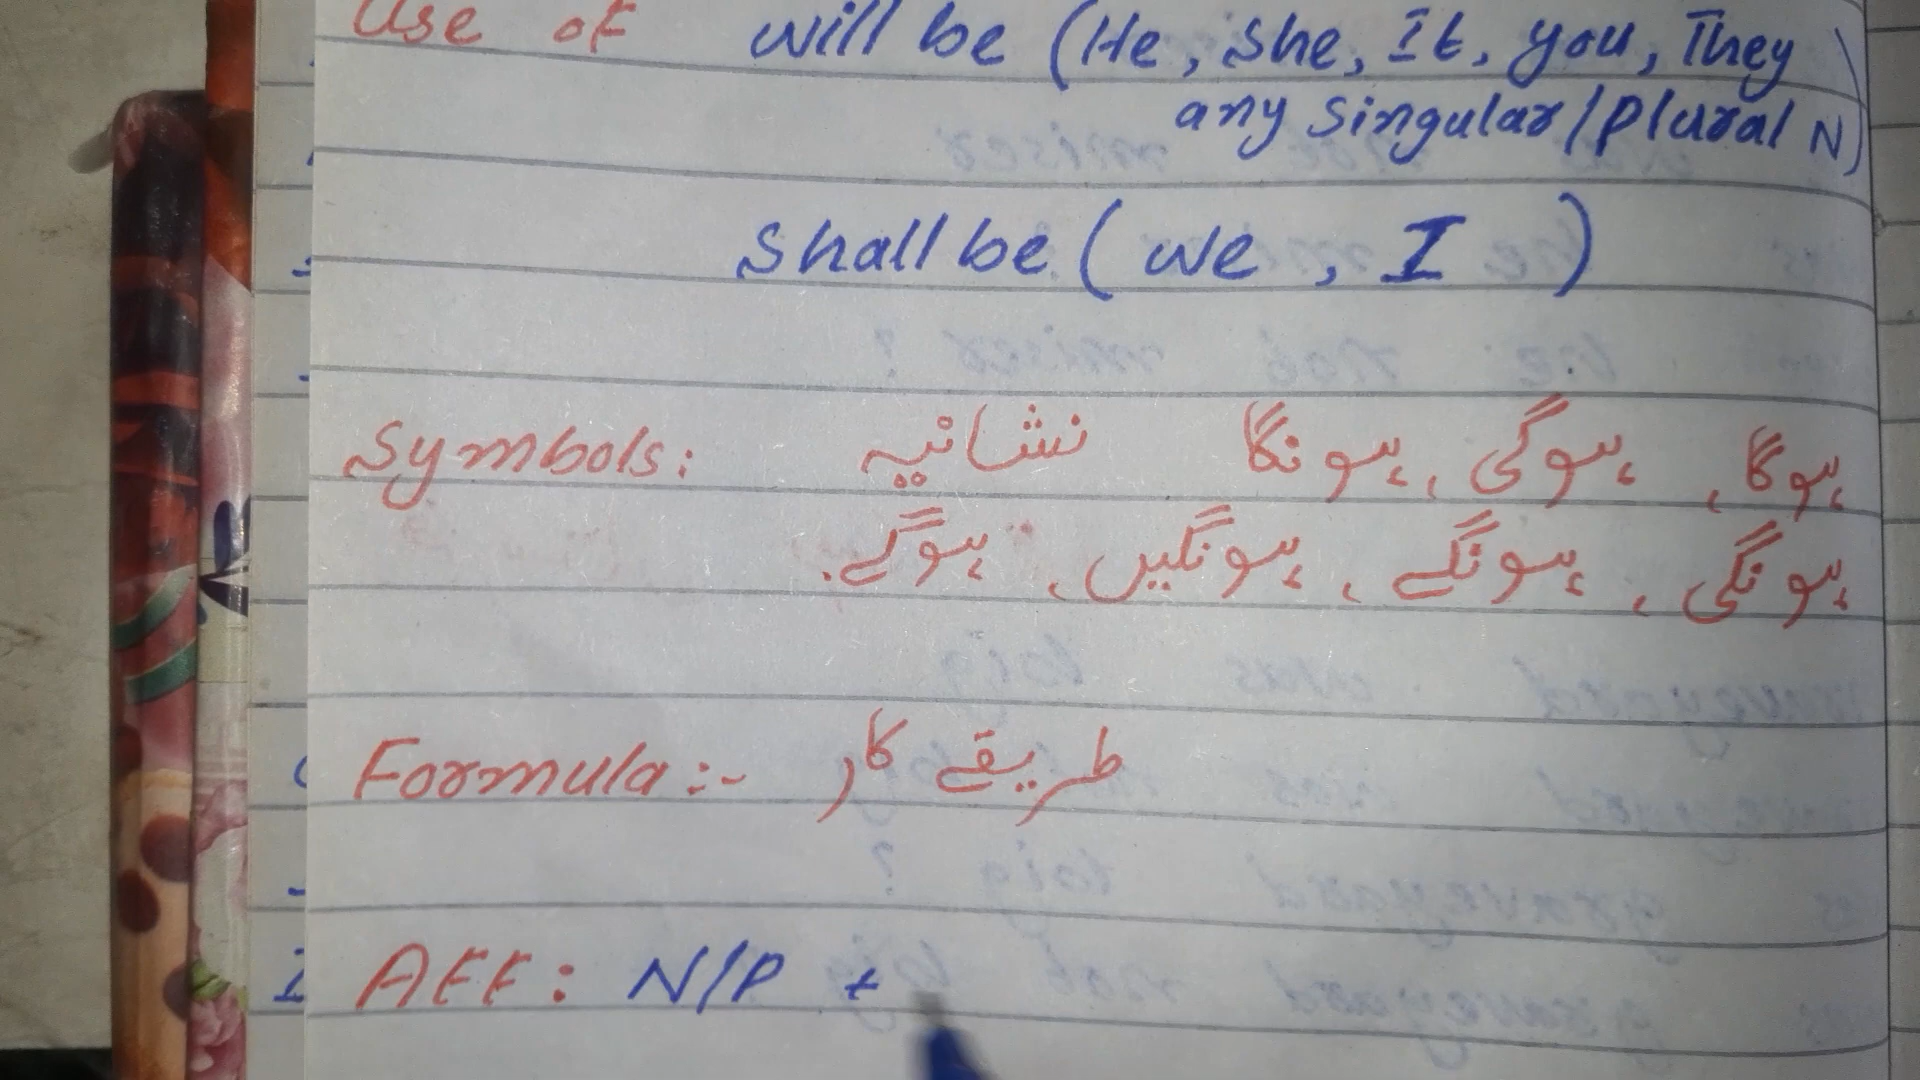 Use of will be (He, She, It, you, They
any Singular/Plural N)
Shall be ( we , I )
Symbols: نشانیہ ہوگا, ہوگی, ہونگا
ہونگی, ہونگے, ہونگیں, ہوگے.
Formula:- طریقے کار
AFF: N/P +